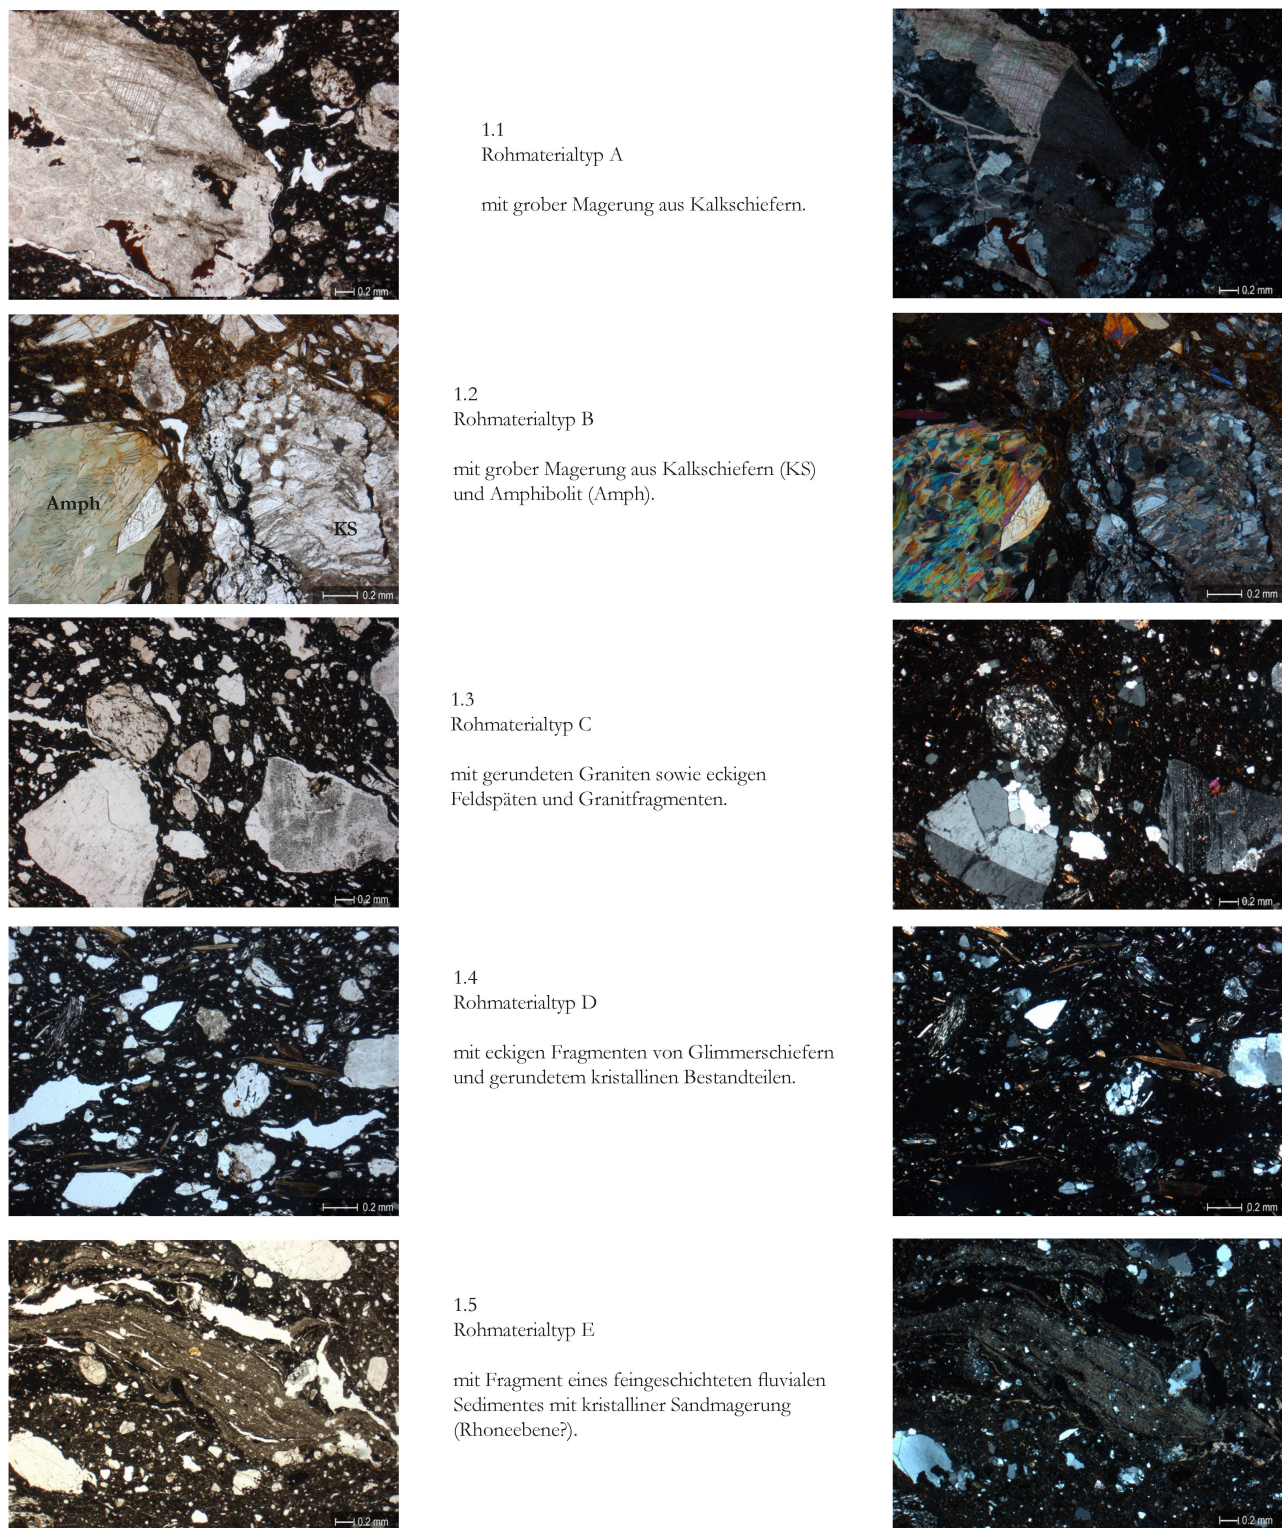 0.2 mm
1.1
Rohmaterialtyp A
mit grober Magerung aus Kalkschiefern.
0.2 mm
Amph
KS
0.2 mm
1.2
Rohmaterialtyp B
mit grober Magerung aus Kalkschiefern (KS)
und Amphibolit (Amph).
0.2 mm
0.2 mm
1.3
Rohmaterialtyp C
mit gerundeten Graniten sowie eckigen
Feldspäten und Granitfragmenten.
0.2 mm
0.2 mm
1.4
Rohmaterialtyp D
mit eckigen Fragmenten von Glimmerschiefern
und gerundetem kristallinen Bestandteilen.
0.2 mm
0.2 mm
1.5
Rohmaterialtyp E
mit Fragment eines feingeschichteten fluvialen
Sedimentes mit kristalliner Sandmagerung
(Rhoneebene?).
0.2 mm